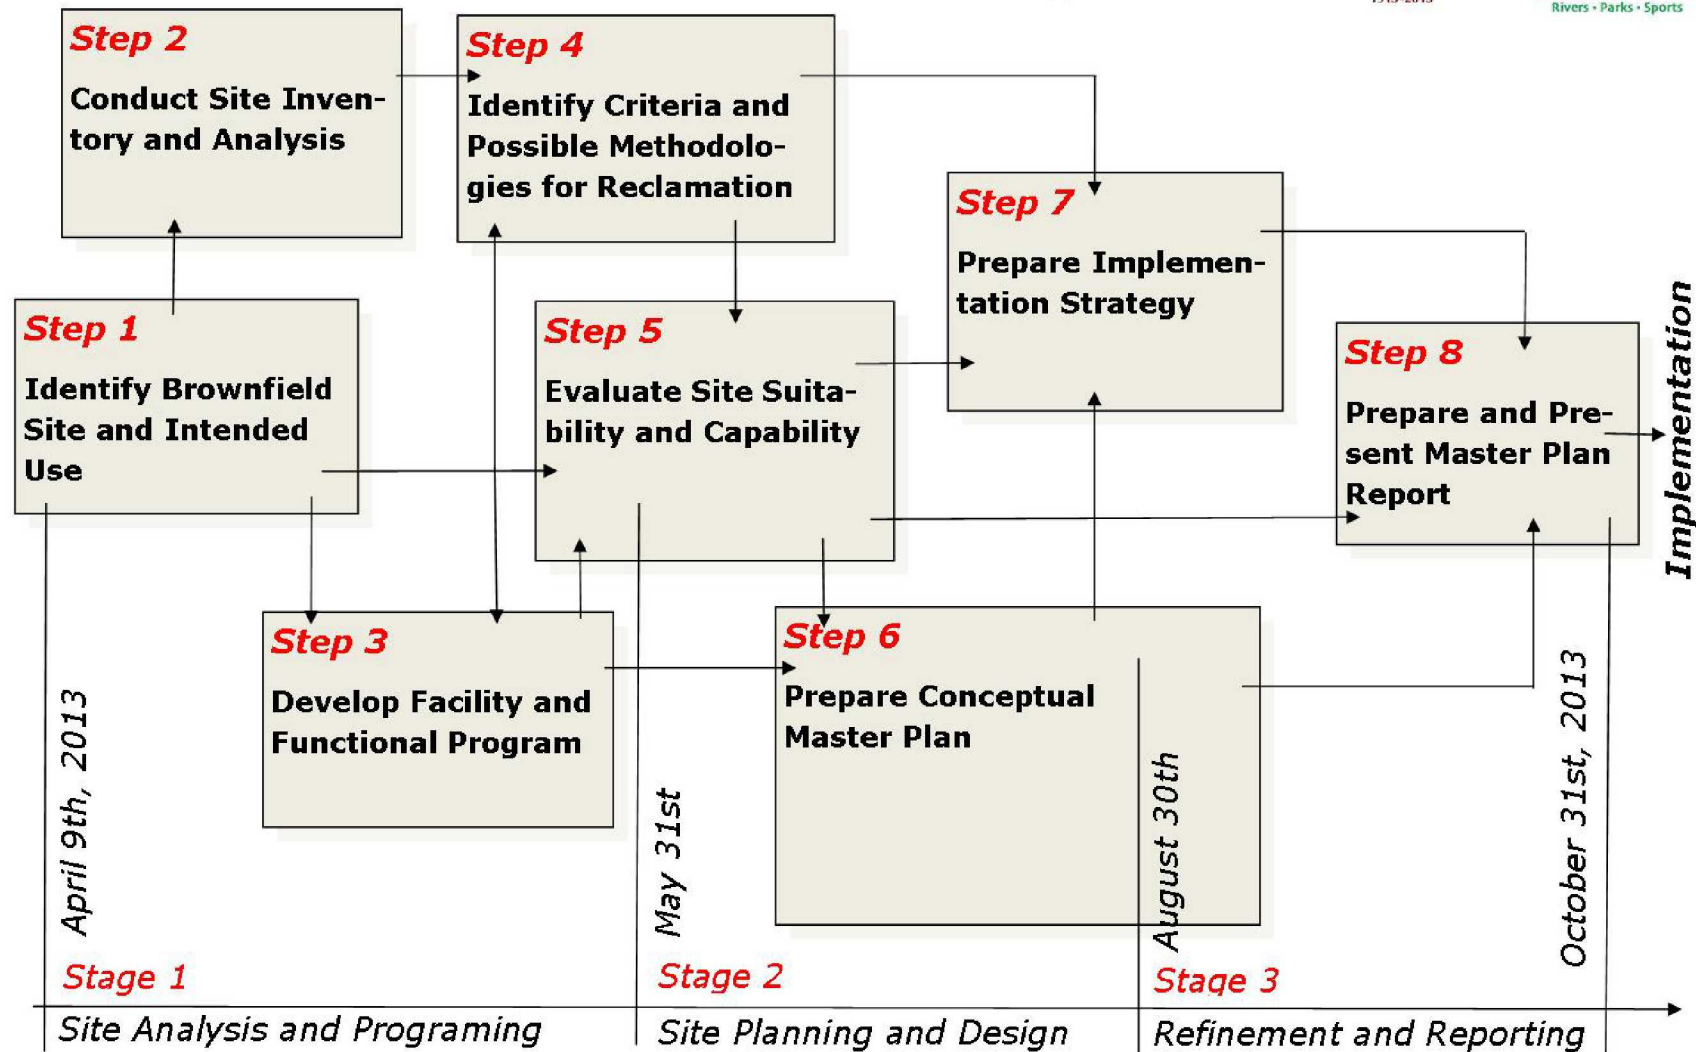 Rivers • Parks • Sports
Step 2
Conduct Site Inven-
tory and Analysis
Step 4
Identify Criteria and
Possible Methodolo-
gies for Reclamation
Step 7
Prepare Implemen-
tation Strategy
Step 1
Identify Brownfield
Site and Intended
Use
Step 5
Evaluate Site Suita-
bility and Capability
Step 8
Prepare and Pre-
sent Master Plan
Report
Implementation
Step 3
Develop Facility and
Functional Program
Step 6
Prepare Conceptual
Master Plan
April 9th, 2013
May 31st
August 30th
October 31st, 2013
Stage 1
Stage 2
Stage 3
Site Analysis and Programing
Site Planning and Design
Refinement and Reporting